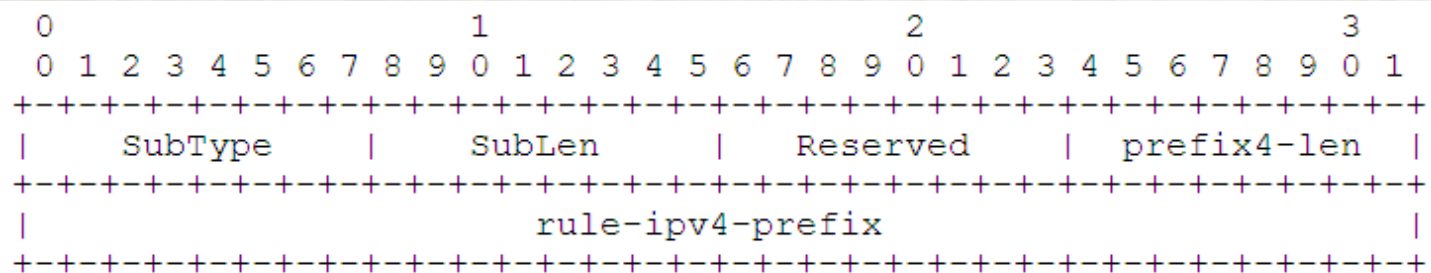 0                   1                   2                   3
 0 1 2 3 4 5 6 7 8 9 0 1 2 3 4 5 6 7 8 9 0 1 2 3 4 5 6 7 8 9 0 1
+-+-+-+-+-+-+-+-+-+-+-+-+-+-+-+-+-+-+-+-+-+-+-+-+-+-+-+-+-+-+-+-+
|    SubType    |    SubLen     |   Reserved    |  prefix4-len  |
+-+-+-+-+-+-+-+-+-+-+-+-+-+-+-+-+-+-+-+-+-+-+-+-+-+-+-+-+-+-+-+-+
|                       rule-ipv4-prefix                        |
+-+-+-+-+-+-+-+-+-+-+-+-+-+-+-+-+-+-+-+-+-+-+-+-+-+-+-+-+-+-+-+-+